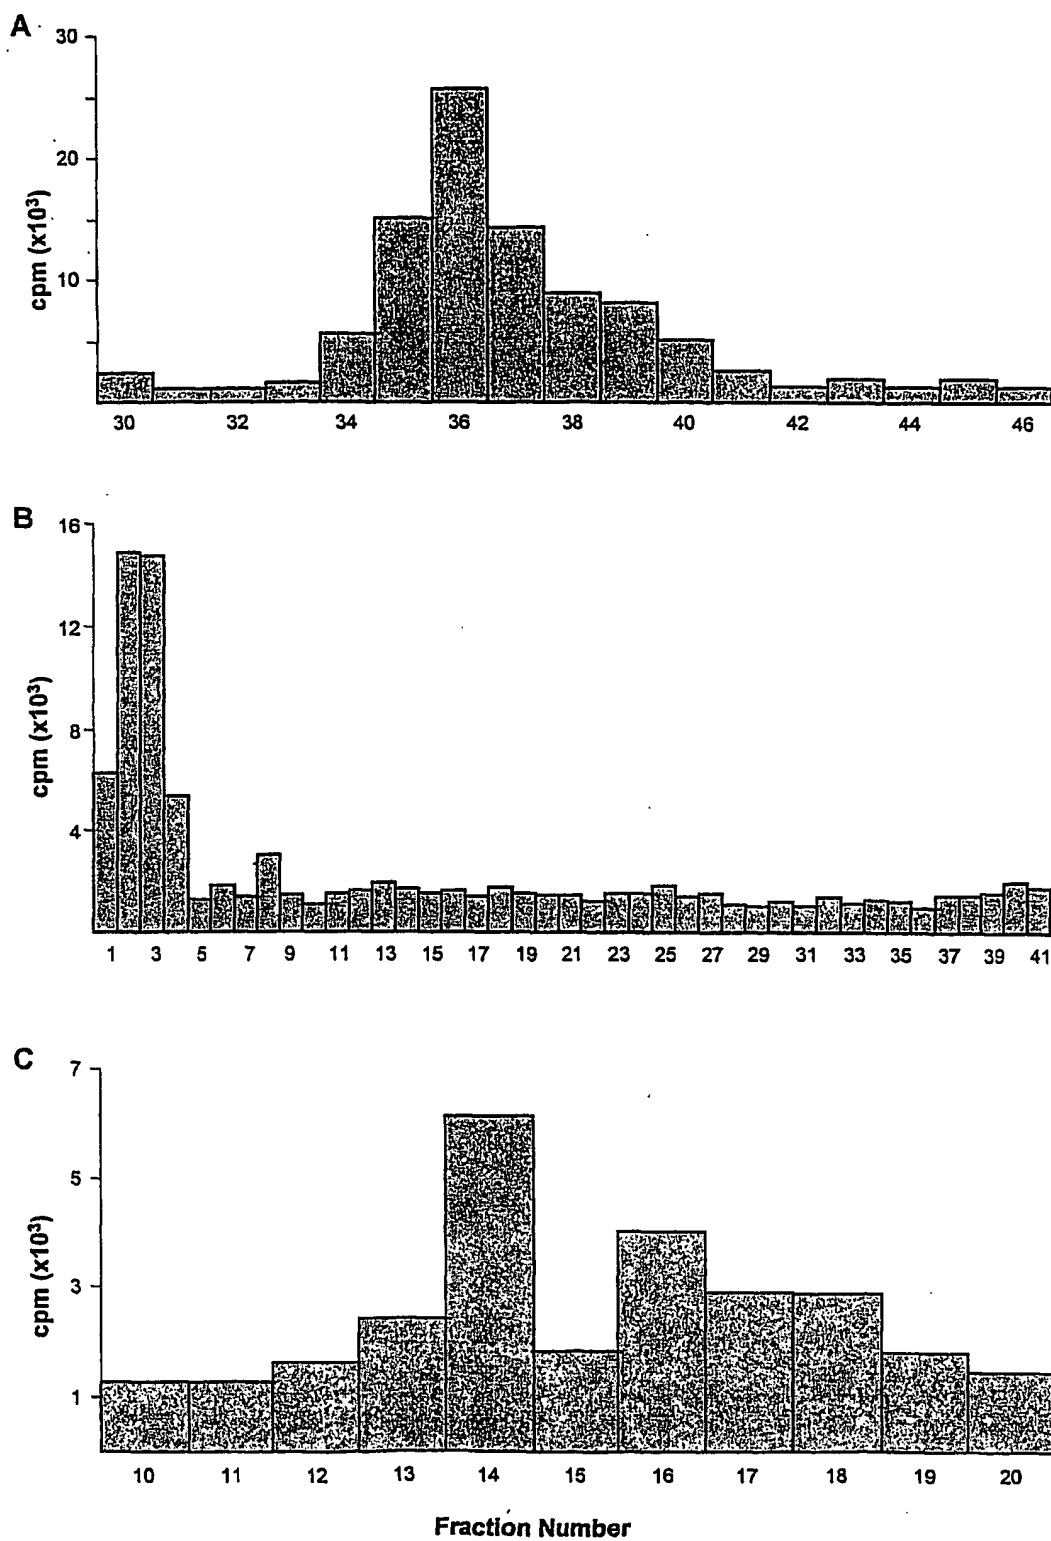 A
30
20
10
cpm (x10³)
30 32 34 36 38 40 42 44 46
B
16
12
8
4
cpm (x10³)
1 3 5 7 9 11 13 15 17 19 21 23 25 27 29 31 33 35 37 39 41
C
7
5
3
1
cpm (x10³)
10 11 12 13 14 15 16 17 18 19 20
Fraction Number